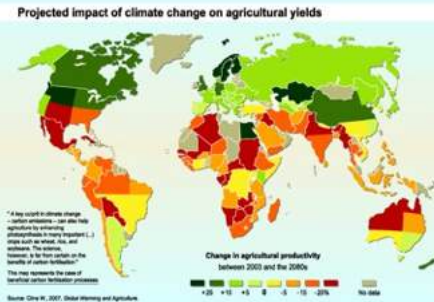 Projected impact of climate change on agricultural yields
" A key culprit in climate change
- carbon emissions - can also help
agriculture by enhancing
photosynthesis in many important (...)
crops such as wheat, rice, and
soybeans. The science,
however, is far from certain on the
benefits of carbon fertilisation."
This map represents the case of
beneficial carbon fertilisation processes
Change in agricultural productivity
between 2003 and the 2080s
+25 +15 +5 0 -5 -15 -25%
No data
Source: Cline W., 2007, Global Warming and Agriculture.